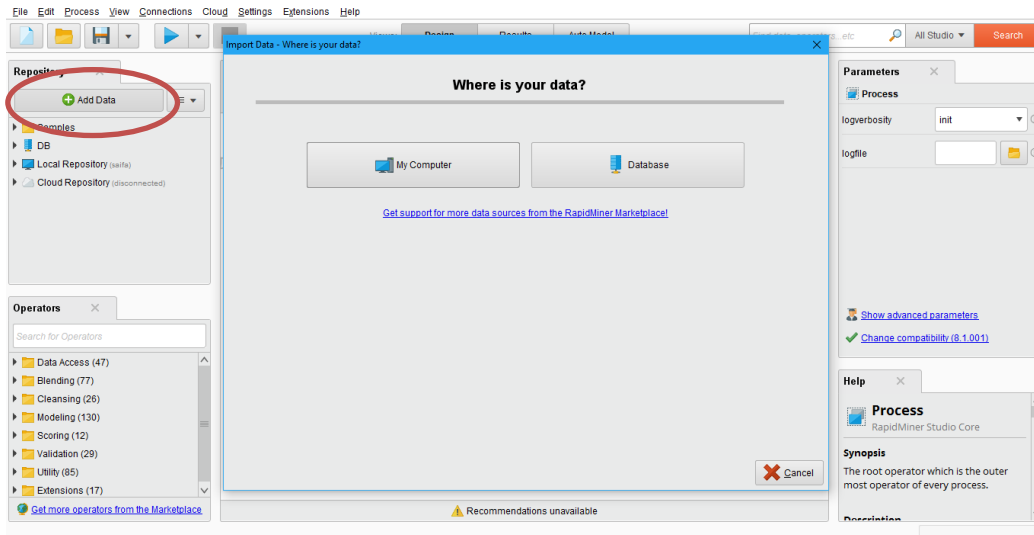 File Edit Process View Connections Cloud Settings Extensions Help
Design Results Auto Model
...etc All Studio Search
Import Data - Where is your data?
Where is your data?
My Computer Database
Get support for more data sources from the RapidMiner Marketplace!
Cancel
Repository
Add Data
Samples
DB
Local Repository (saifa)
Cloud Repository (disconnected)
Operators
Search for Operators
Data Access (47)
Blending (77)
Cleansing (26)
Modeling (130)
Scoring (12)
Validation (29)
Utility (85)
Extensions (17)
Get more operators from the Marketplace
Recommendations unavailable
Parameters
Process
logverbosity init
logfile
Show advanced parameters
Change compatibility (8.1.001)
Help
Process
RapidMiner Studio Core
Synopsis
The root operator which is the outer
most operator of every process.
Description